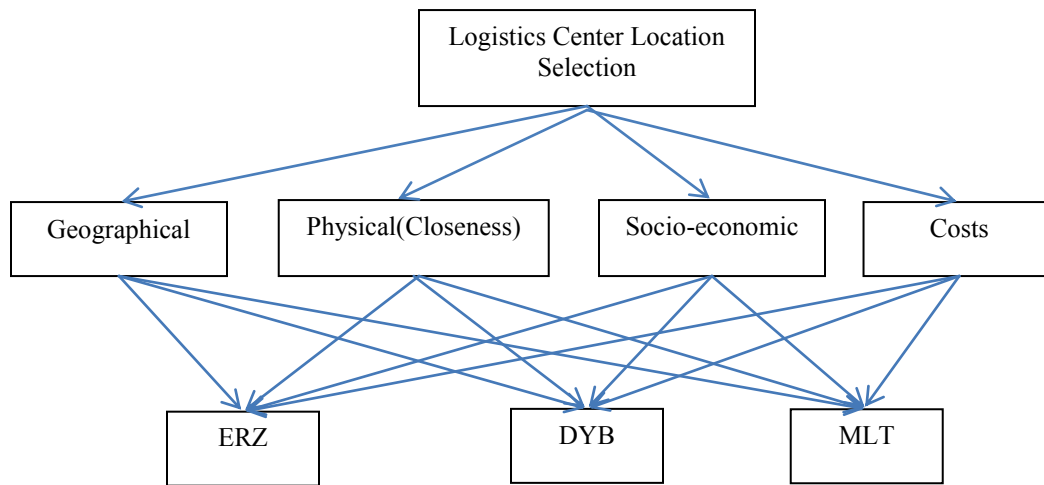 Logistics Center Location
Selection
Geographical
Physical(Closeness)
Socio-economic
Costs
ERZ
DYB
MLT